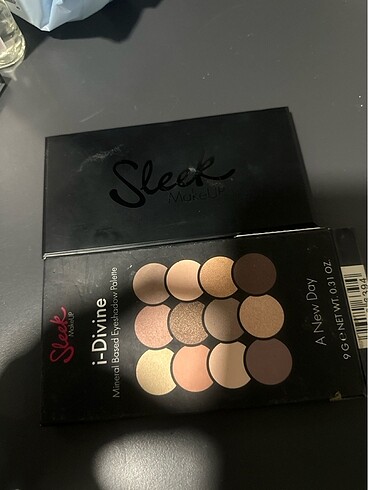 Sleek
MakeUP
Sleek
MakeUP
i-Divine
Mineral Based Eyeshadow Palette
A New Day
9 G e NET WT. 0.31 OZ.